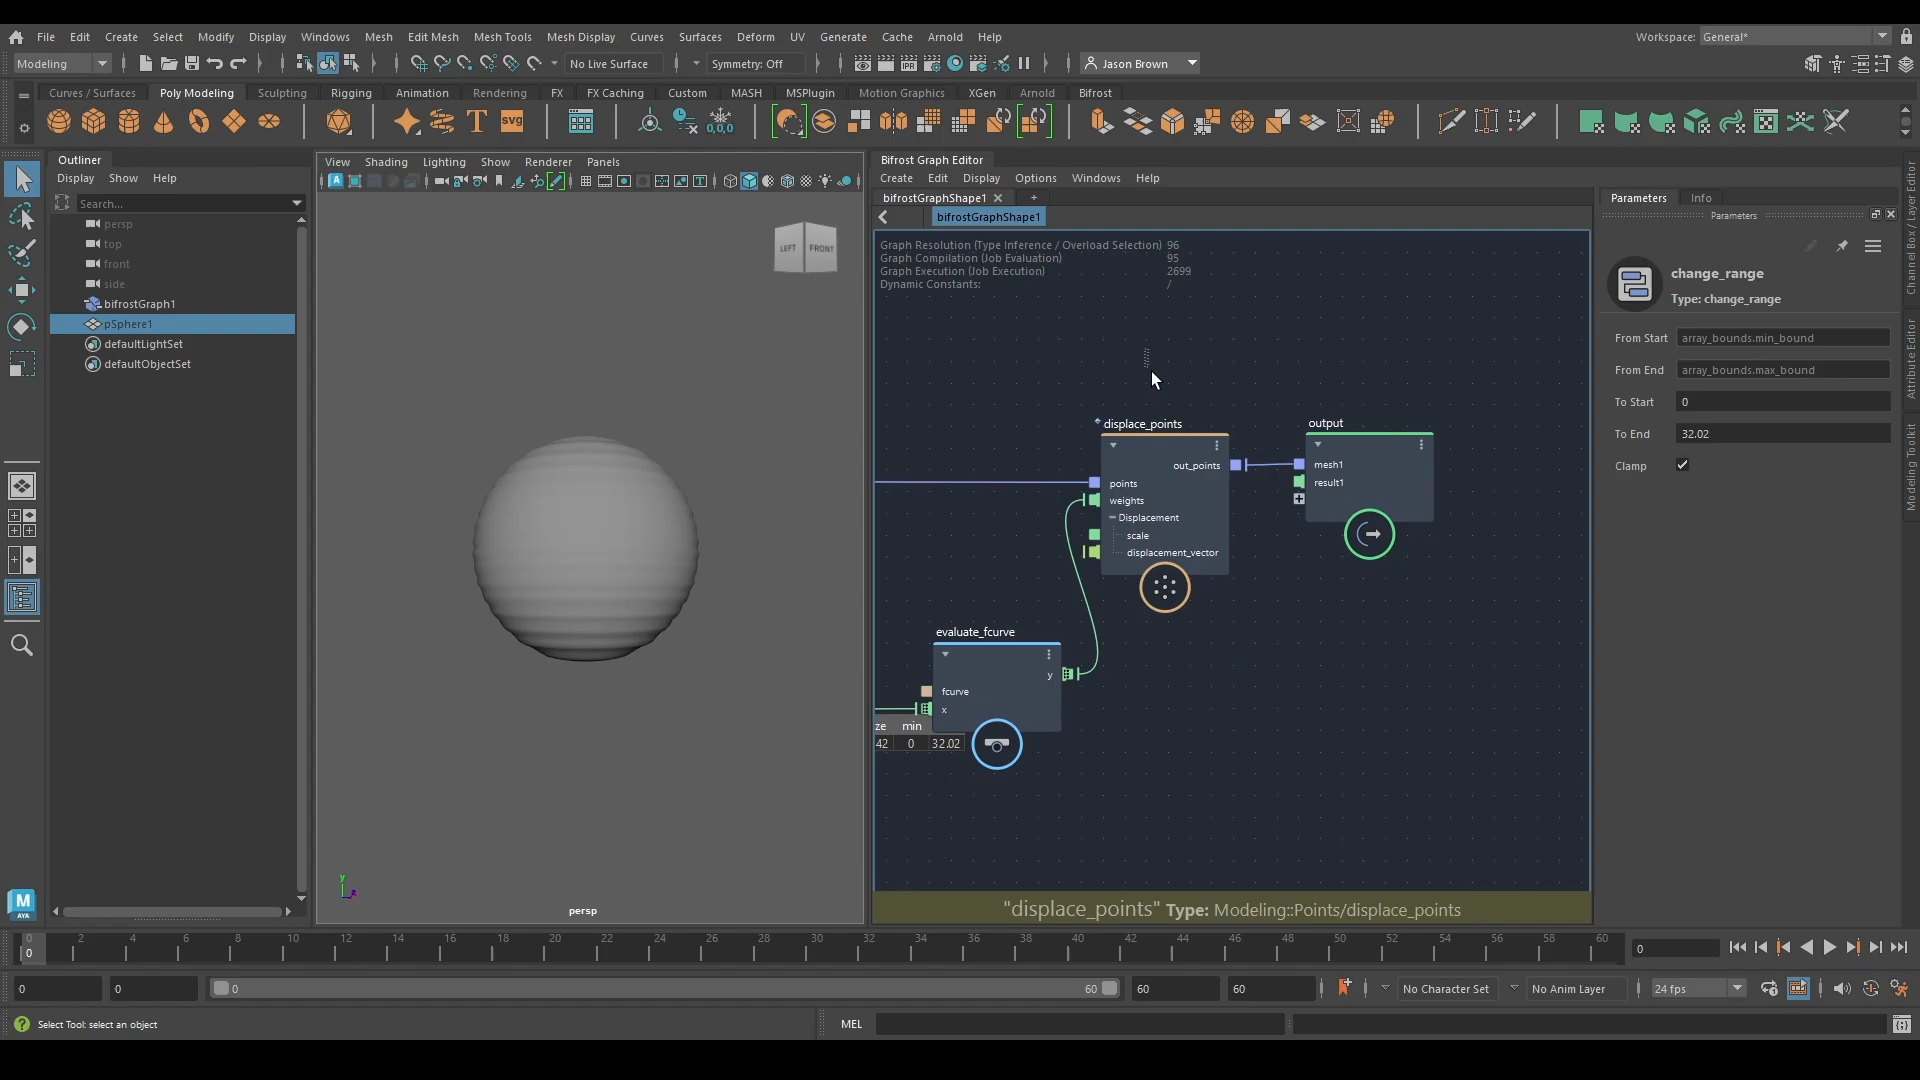 File Edit Create Select Modify Display Windows Mesh Edit Mesh Mesh Tools Mesh Display Curves Surfaces Deform UV Generate Cache Arnold Help
Workspace: General*
Modeling
No Live Surface
Symmetry: Off
Jason Brown
Curves / Surfaces Poly Modeling Sculpting Rigging Animation Rendering FX FX Caching Custom MASH MSPlugin Motion Graphics XGen Arnold Bifrost
Outliner
Display Show Help
Search...
persp
top
front
side
bifrostGraph1
pSphere1
defaultLightSet
defaultObjectSet
View Shading Lighting Show Renderer Panels
LEFT FRONT
y
z
persp
Bifrost Graph Editor
Create Edit Display Options Windows Help
bifrostGraphShape1
bifrostGraphShape1
Graph Resolution (Type Inference / Overload Selection) 96
Graph Compilation (Job Evaluation) 95
Graph Execution (Job Execution) 2699
Dynamic Constants: /
displace_points
out_points
points
weights
Displacement
scale
displacement_vector
output
mesh1
result1
evaluate_fcurve
y
fcurve
x
ze min
42 0 32.02
"displace_points" Type: Modeling::Points/displace_points
Parameters Info
Parameters
change_range
Type: change_range
From Start array_bounds.min_bound
From End array_bounds.max_bound
To Start 0
To End 32.02
Clamp
Channel Box / Layer Editor
Attribute Editor
Modeling Toolkit
M
AYA
0 2 4 6 8 10 12 14 16 18 20 22 24 26 28 30 32 34 36 38 40 42 44 46 48 50 52 54 56 58 60
0
0
0 0 0 60 60 60
No Character Set
No Anim Layer
24 fps
Select Tool: select an object
MEL